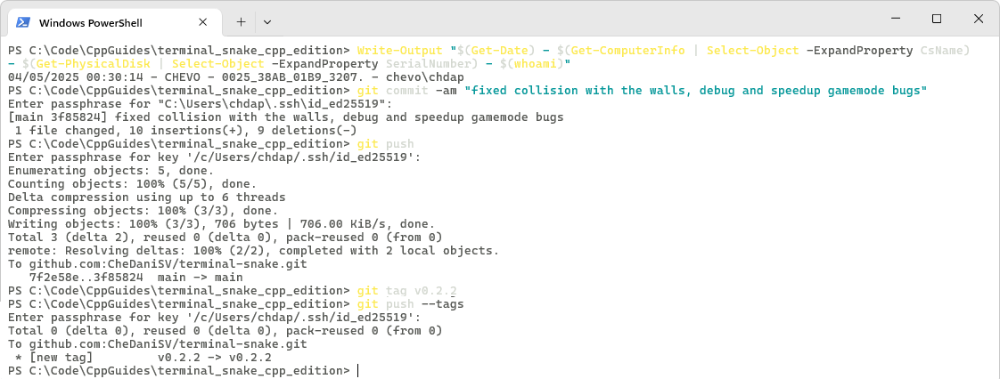 Windows PowerShell
PS C:\Code\CppGuides\terminal_snake_cpp_edition> Write-Output "$(Get-Date) - $(Get-ComputerInfo | Select-Object -ExpandProperty CsName)
- $(Get-PhysicalDisk | Select-Object -ExpandProperty SerialNumber) - $(whoami)"
04/05/2025 00:30:14 - CHEVO - 0025_38AB_01B9_3207. - chevo\chdap
PS C:\Code\CppGuides\terminal_snake_cpp_edition> git commit -am "fixed collision with the walls, debug and speedup gamemode bugs"
Enter passphrase for "C:\Users\chdap\.ssh\id_ed25519":
[main 3f85824] fixed collision with the walls, debug and speedup gamemode bugs
 1 file changed, 10 insertions(+), 9 deletions(-)
PS C:\Code\CppGuides\terminal_snake_cpp_edition> git push
Enter passphrase for key '/c/Users/chdap/.ssh/id_ed25519':
Enumerating objects: 5, done.
Counting objects: 100% (5/5), done.
Delta compression using up to 6 threads
Compressing objects: 100% (3/3), done.
Writing objects: 100% (3/3), 706 bytes | 706.00 KiB/s, done.
Total 3 (delta 2), reused 0 (delta 0), pack-reused 0 (from 0)
remote: Resolving deltas: 100% (2/2), completed with 2 local objects.
To github.com:CheDaniSV/terminal-snake.git
   7f2e58e..3f85824  main -> main
PS C:\Code\CppGuides\terminal_snake_cpp_edition> git tag v0.2.2
PS C:\Code\CppGuides\terminal_snake_cpp_edition> git push --tags
Enter passphrase for key '/c/Users/chdap/.ssh/id_ed25519':
Total 0 (delta 0), reused 0 (delta 0), pack-reused 0 (from 0)
To github.com:CheDaniSV/terminal-snake.git
 * [new tag]         v0.2.2 -> v0.2.2
PS C:\Code\CppGuides\terminal_snake_cpp_edition>